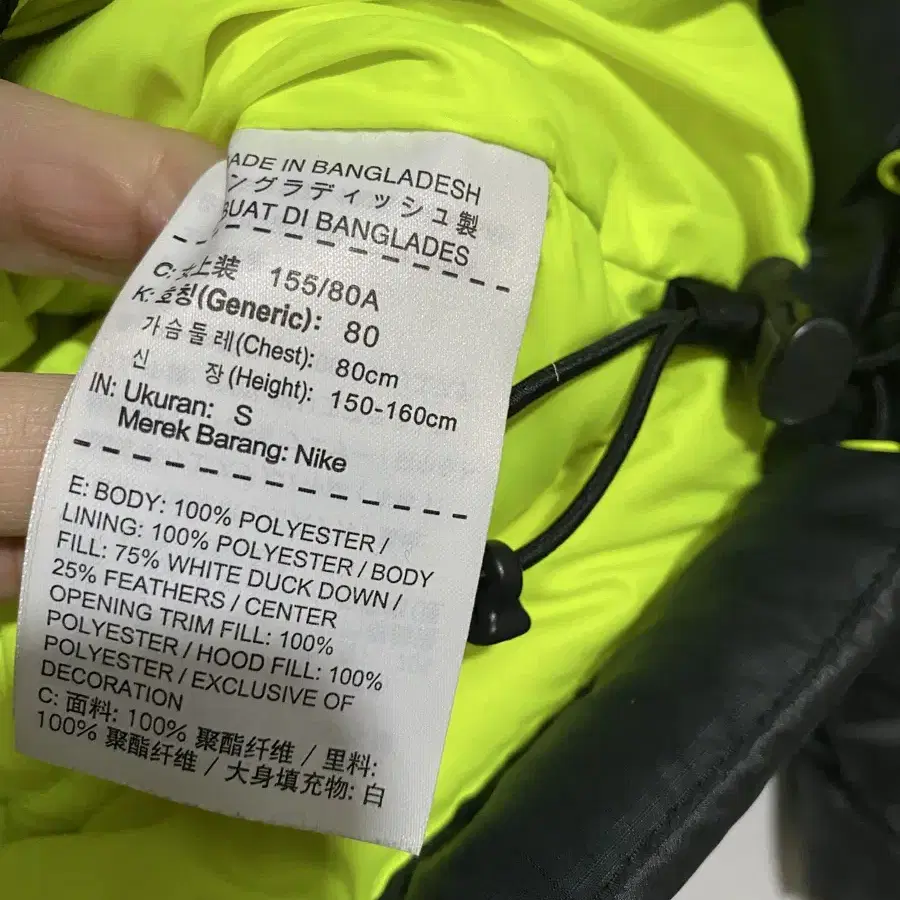 ADE IN BANGLADESH
ングラディッシュ製
BUAT DI BANGLADES
C: 女上装 155/80A
K: 호칭(Generic): 80
가슴둘레(Chest): 80cm
신 장(Height): 150-160cm
IN: Ukuran: S
Merek Barang: Nike
E: BODY: 100% POLYESTER /
LINING: 100% POLYESTER / BODY
FILL: 75% WHITE DUCK DOWN /
25% FEATHERS / CENTER
OPENING TRIM FILL: 100%
POLYESTER / HOOD FILL: 100%
POLYESTER / EXCLUSIVE OF
DECORATION
C: 面料: 100% 聚酯纤维 / 里料:
100% 聚酯纤维 / 大身填充物: 白